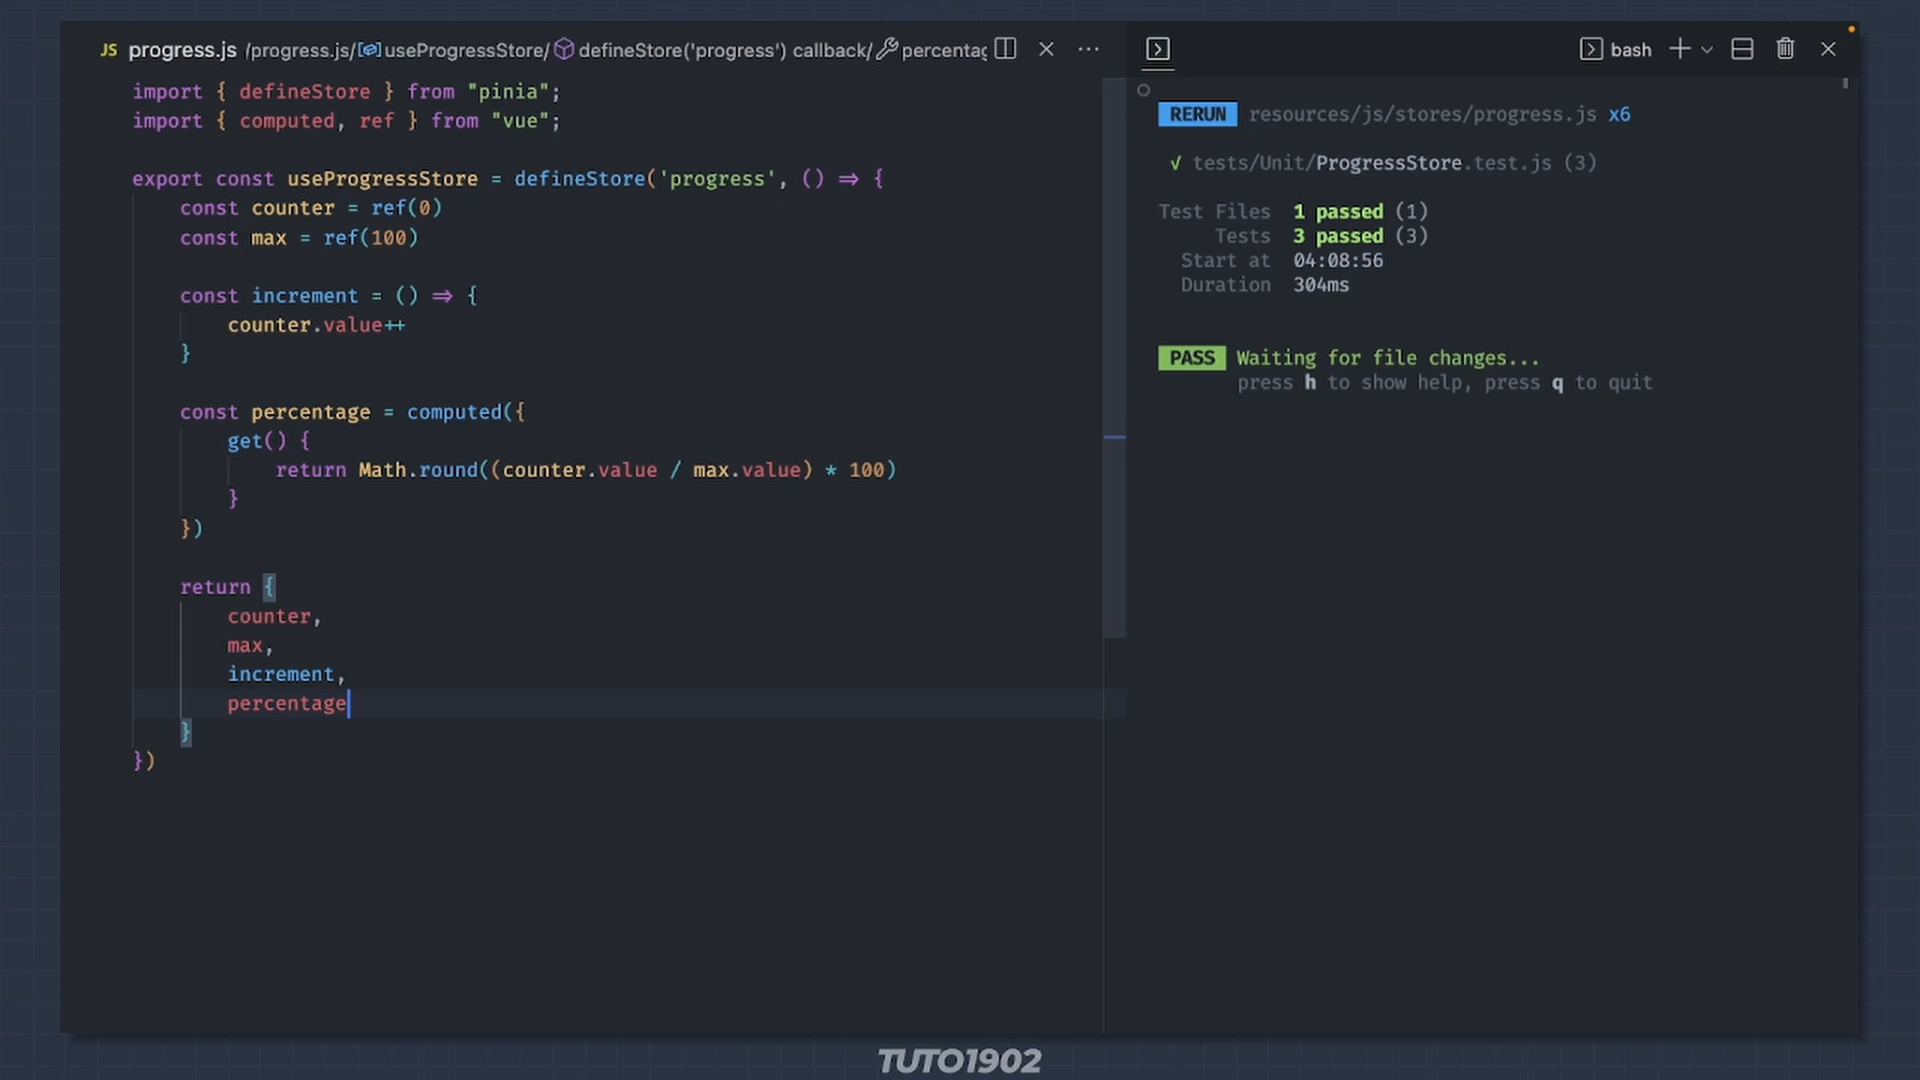 JS progress.js /progress.js/useProgressStore/defineStore('progress') callback/percentag
import { defineStore } from "pinia";
import { computed, ref } from "vue";
export const useProgressStore = defineStore('progress', () => {
const counter = ref(0)
const max = ref(100)
const increment = () => {
counter.value++
}
const percentage = computed({
get() {
return Math.round((counter.value / max.value) * 100)
}
})
return {
counter,
max,
increment,
percentage
}
})
bash
RERUN resources/js/stores/progress.js x6
√ tests/Unit/ProgressStore.test.js (3)
Test Files 1 passed (1)
Tests 3 passed (3)
Start at 04:08:56
Duration 304ms
PASS Waiting for file changes...
press h to show help, press q to quit
TUTO1902